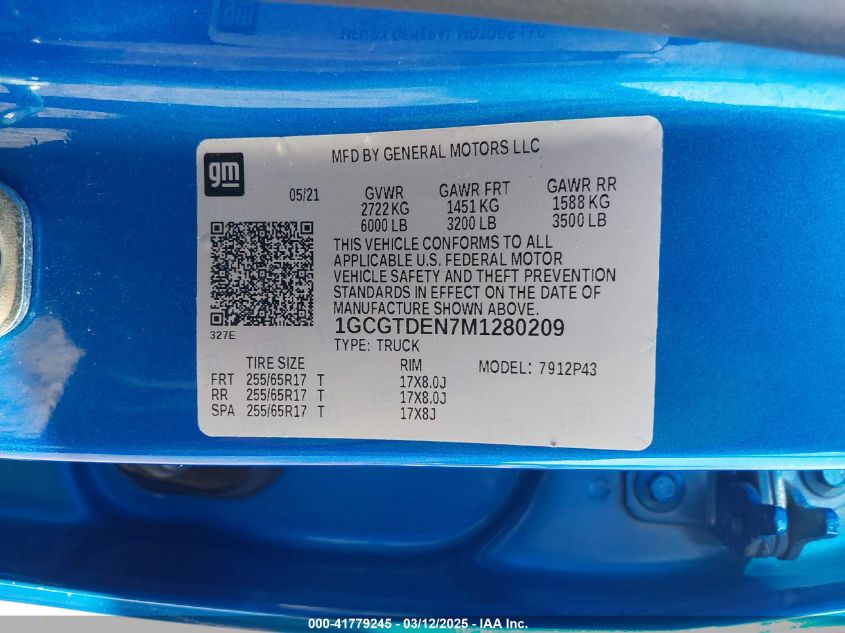 gm
MFD BY GENERAL MOTORS LLC
05/21 GVWR GAWR FRT GAWR RR
2722 KG 1451 KG 1588 KG
6000 LB 3200 LB 3500 LB
THIS VEHICLE CONFORMS TO ALL
APPLICABLE U.S. FEDERAL MOTOR
VEHICLE SAFETY AND THEFT PREVENTION
STANDARDS IN EFFECT ON THE DATE OF
MANUFACTURE SHOWN ABOVE.
327E
1GCGTDEN7M1280209
TYPE: TRUCK
TIRE SIZE RIM MODEL: 7912P43
FRT 255/65R17 T 17X8.0J
RR 255/65R17 T 17X8.0J
SPA 255/65R17 T 17X8J
000-41779245 - 03/12/2025 - IAA Inc.